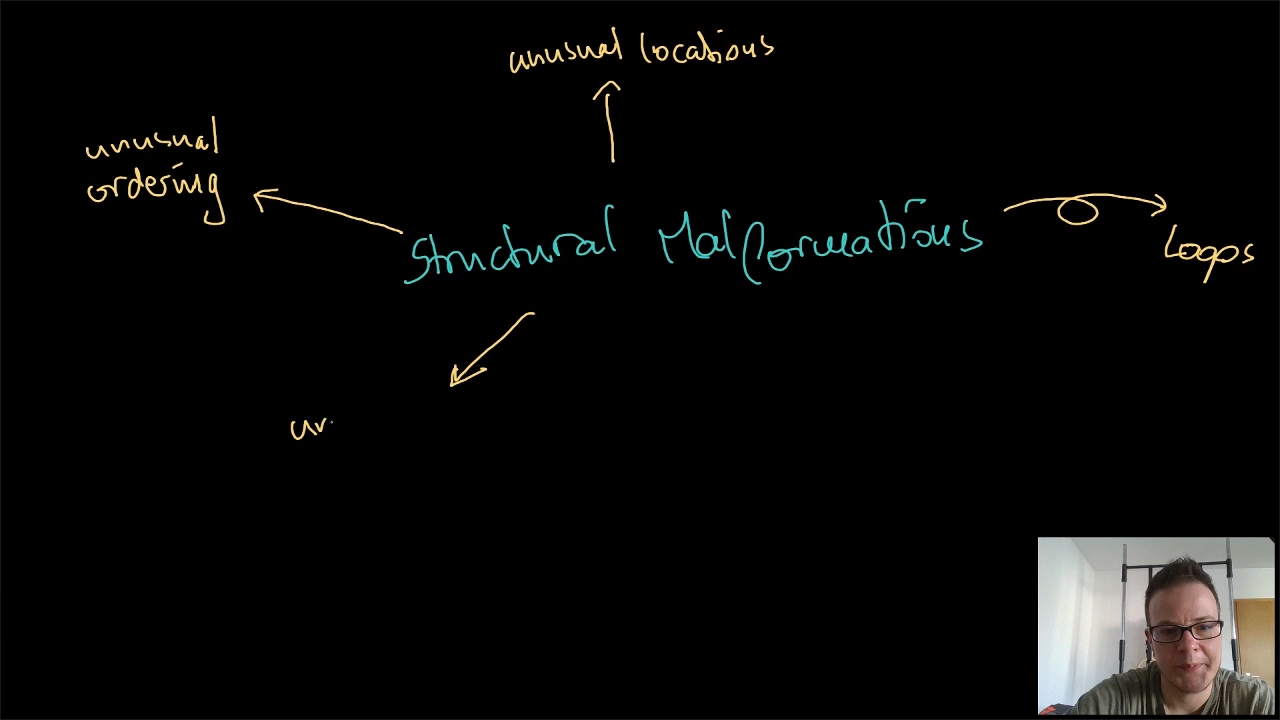 unusual locations
unusual
ordering
Structural Malformations
Loops